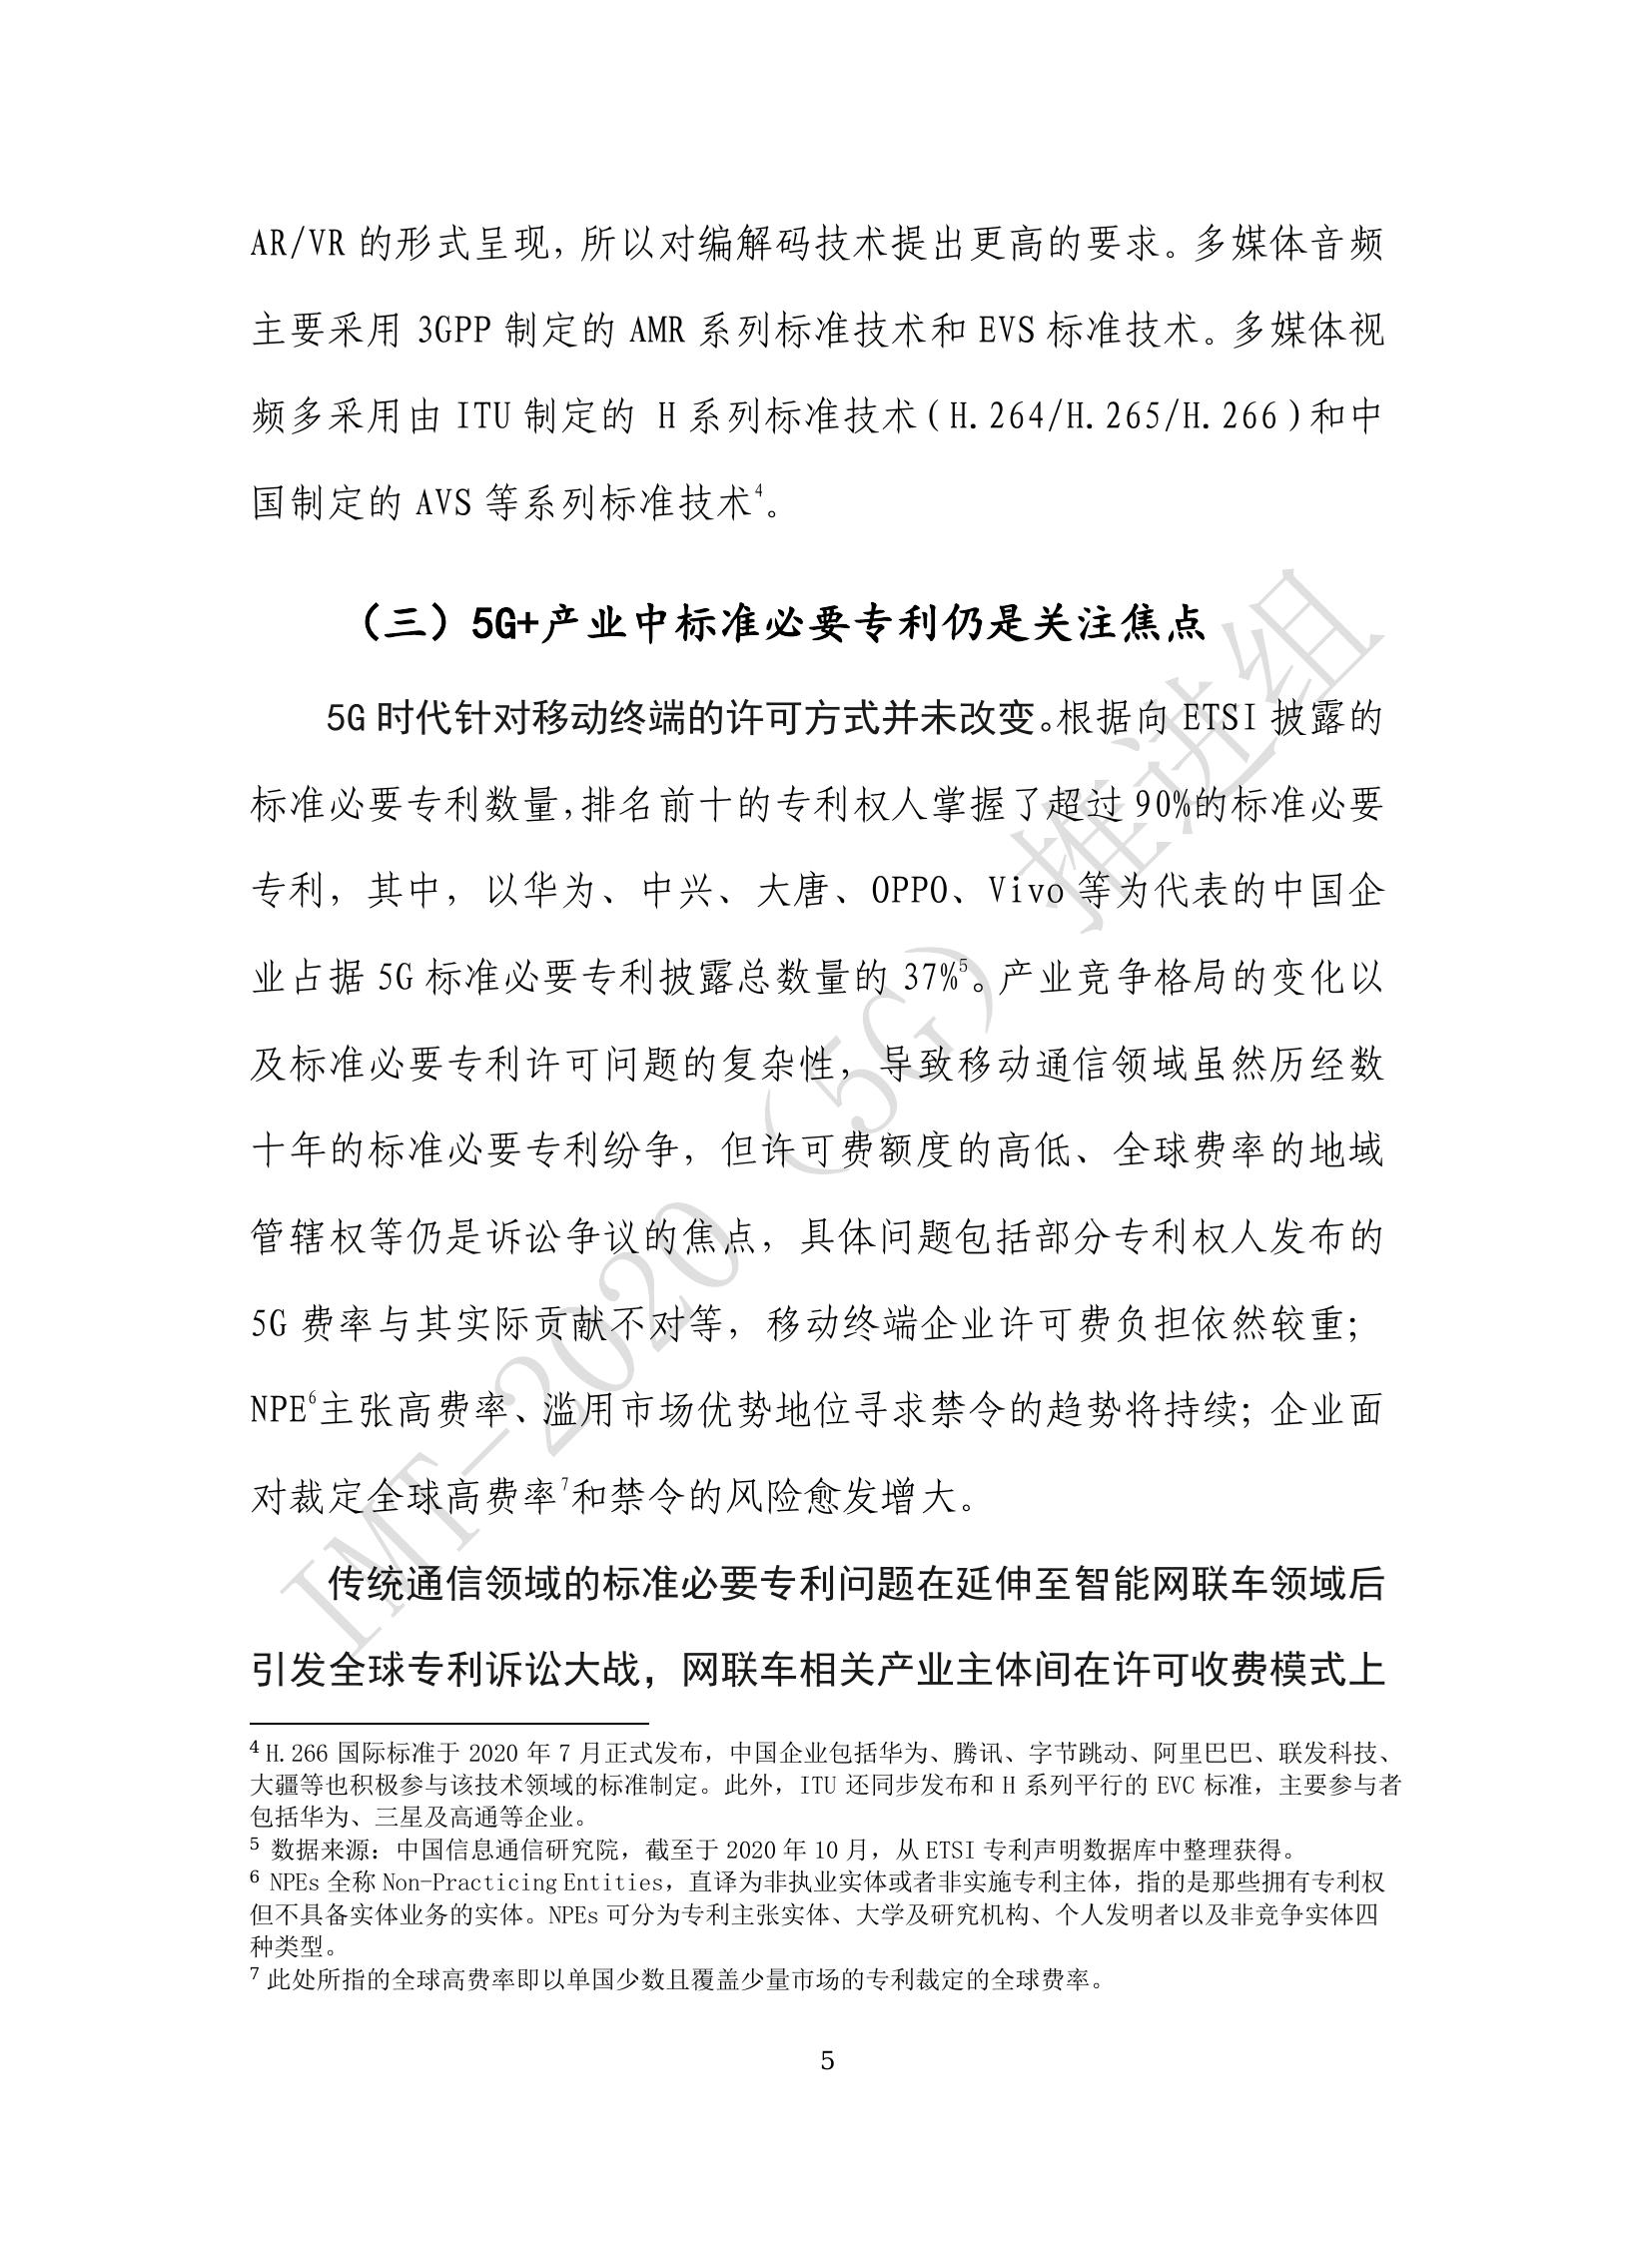 AR/VR 的形式呈现，所以对编解码技术提出更高的要求。多媒体音频
主要采用 3GPP 制定的 AMR 系列标准技术和 EVS 标准技术。多媒体视
频多采用由 ITU 制定的 H 系列标准技术(H.264/H.265/H.266)和中
国制定的 AVS 等系列标准技术4。
（三）5G+产业中标准必要专利仍是关注焦点
5G 时代针对移动终端的许可方式并未改变。根据向 ETSI 披露的
标准必要专利数量,排名前十的专利权人掌握了超过 90%的标准必要
专利，其中，以华为、中兴、大唐、OPPO、Vivo 等为代表的中国企
业占据 5G 标准必要专利披露总数量的 37%5。产业竞争格局的变化以
及标准必要专利许可问题的复杂性，导致移动通信领域虽然历经数
十年的标准必要专利纷争，但许可费额度的高低、全球费率的地域
管辖权等仍是诉讼争议的焦点，具体问题包括部分专利权人发布的
5G 费率与其实际贡献不对等，移动终端企业许可费负担依然较重；
NPE6主张高费率、滥用市场优势地位寻求禁令的趋势将持续；企业面
对裁定全球高费率7和禁令的风险愈发增大。
传统通信领域的标准必要专利问题在延伸至智能网联车领域后
引发全球专利诉讼大战，网联车相关产业主体间在许可收费模式上
4 H.266 国际标准于 2020 年 7 月正式发布，中国企业包括华为、腾讯、字节跳动、阿里巴巴、联发科技、
大疆等也积极参与该技术领域的标准制定。此外，ITU 还同步发布和 H 系列平行的 EVC 标准，主要参与者
包括华为、三星及高通等企业。
5 数据来源：中国信息通信研究院，截至于 2020 年 10 月，从 ETSI 专利声明数据库中整理获得。
6 NPEs 全称 Non-Practicing Entities，直译为非执业实体或者非实施专利主体，指的是那些拥有专利权
但不具备实体业务的实体。NPEs 可分为专利主张实体、大学及研究机构、个人发明者以及非竞争实体四
种类型。
7 此处所指的全球高费率即以单国少数且覆盖少量市场的专利裁定的全球费率。
5
IMT-2020（5G）推进组